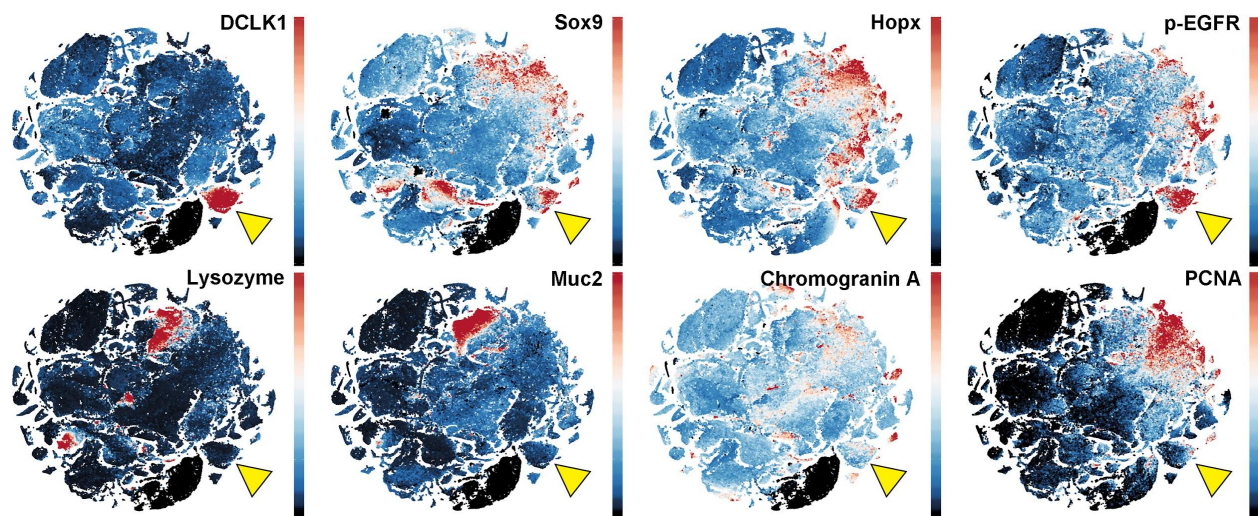 DCLK1
Sox9
Hopx
p-EGFR
Lysozyme
Muc2
Chromogranin A
PCNA